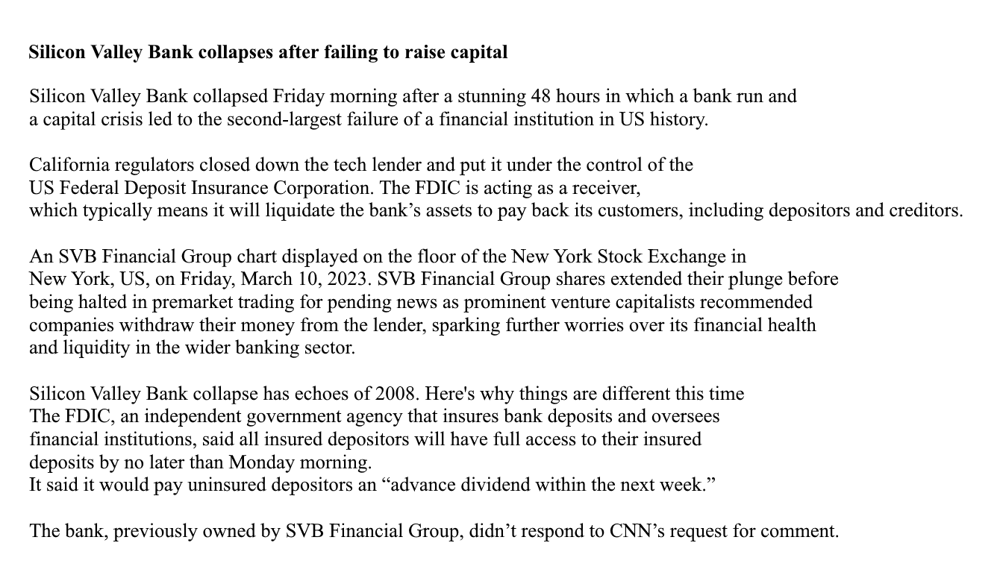 Silicon Valley Bank collapses after failing to raise capital
Silicon Valley Bank collapsed Friday morning after a stunning 48 hours in which a bank run and
a capital crisis led to the second-largest failure of a financial institution in US history.
California regulators closed down the tech lender and put it under the control of the
US Federal Deposit Insurance Corporation. The FDIC is acting as a receiver,
which typically means it will liquidate the bank’s assets to pay back its customers, including depositors and creditors.
An SVB Financial Group chart displayed on the floor of the New York Stock Exchange in
New York, US, on Friday, March 10, 2023. SVB Financial Group shares extended their plunge before
being halted in premarket trading for pending news as prominent venture capitalists recommended
companies withdraw their money from the lender, sparking further worries over its financial health
and liquidity in the wider banking sector.
Silicon Valley Bank collapse has echoes of 2008. Here's why things are different this time
The FDIC, an independent government agency that insures bank deposits and oversees
financial institutions, said all insured depositors will have full access to their insured
deposits by no later than Monday morning.
It said it would pay uninsured depositors an “advance dividend within the next week.”
The bank, previously owned by SVB Financial Group, didn’t respond to CNN’s request for comment.